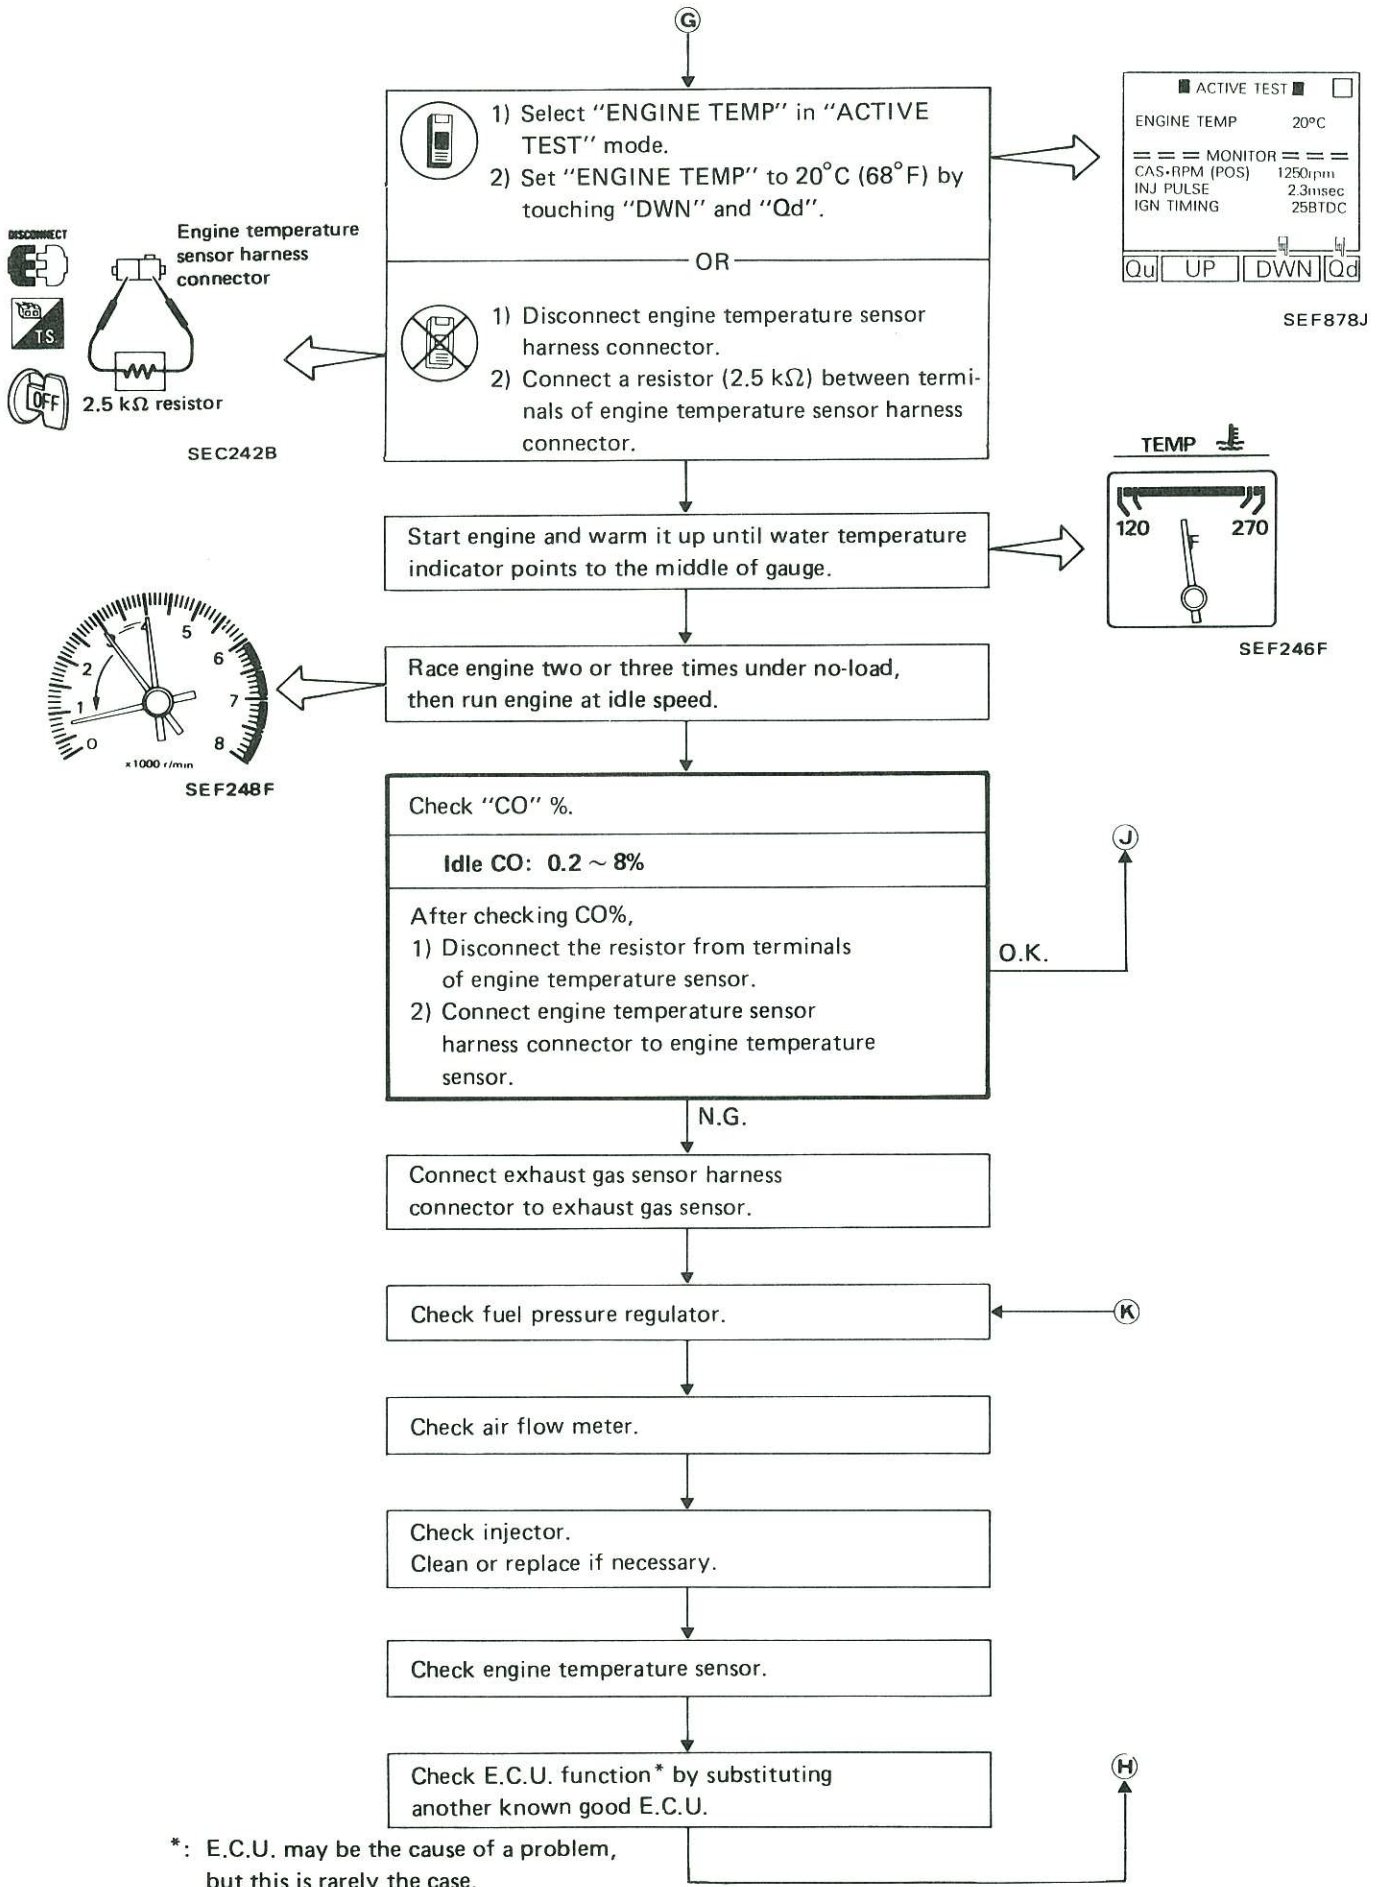 G
1) Select “ENGINE TEMP” in “ACTIVE
TEST” mode.
2) Set “ENGINE TEMP” to 20°C (68°F) by
touching “DWN” and “Qd”.
OR
1) Disconnect engine temperature sensor
harness connector.
2) Connect a resistor (2.5 kΩ) between termi-
nals of engine temperature sensor harness
connector.
ACTIVE TEST
ENGINE TEMP 20°C
= = = MONITOR = = =
CAS•RPM (POS) 1250rpm
INJ PULSE 2.3msec
IGN TIMING 25BTDC
Qu UP DWN Qd
SEF878J
DISCONNECT
Engine temperature
sensor harness
connector
T.S.
OFF
2.5 kΩ resistor
SEC242B
Start engine and warm it up until water temperature
indicator points to the middle of gauge.
TEMP
120 270
F
SEF246F
Race engine two or three times under no-load,
then run engine at idle speed.
0
1
2
3
4
5
6
7
8
x1000 r/min
SEF248F
Check “CO” %.
Idle CO: 0.2 ~ 8%
After checking CO%,
1) Disconnect the resistor from terminals
of engine temperature sensor.
2) Connect engine temperature sensor
harness connector to engine temperature
sensor.
O.K.
J
N.G.
Connect exhaust gas sensor harness
connector to exhaust gas sensor.
Check fuel pressure regulator.
K
Check air flow meter.
Check injector.
Clean or replace if necessary.
Check engine temperature sensor.
Check E.C.U. function* by substituting
another known good E.C.U.
H
*: E.C.U. may be the cause of a problem,
but this is rarely the case.